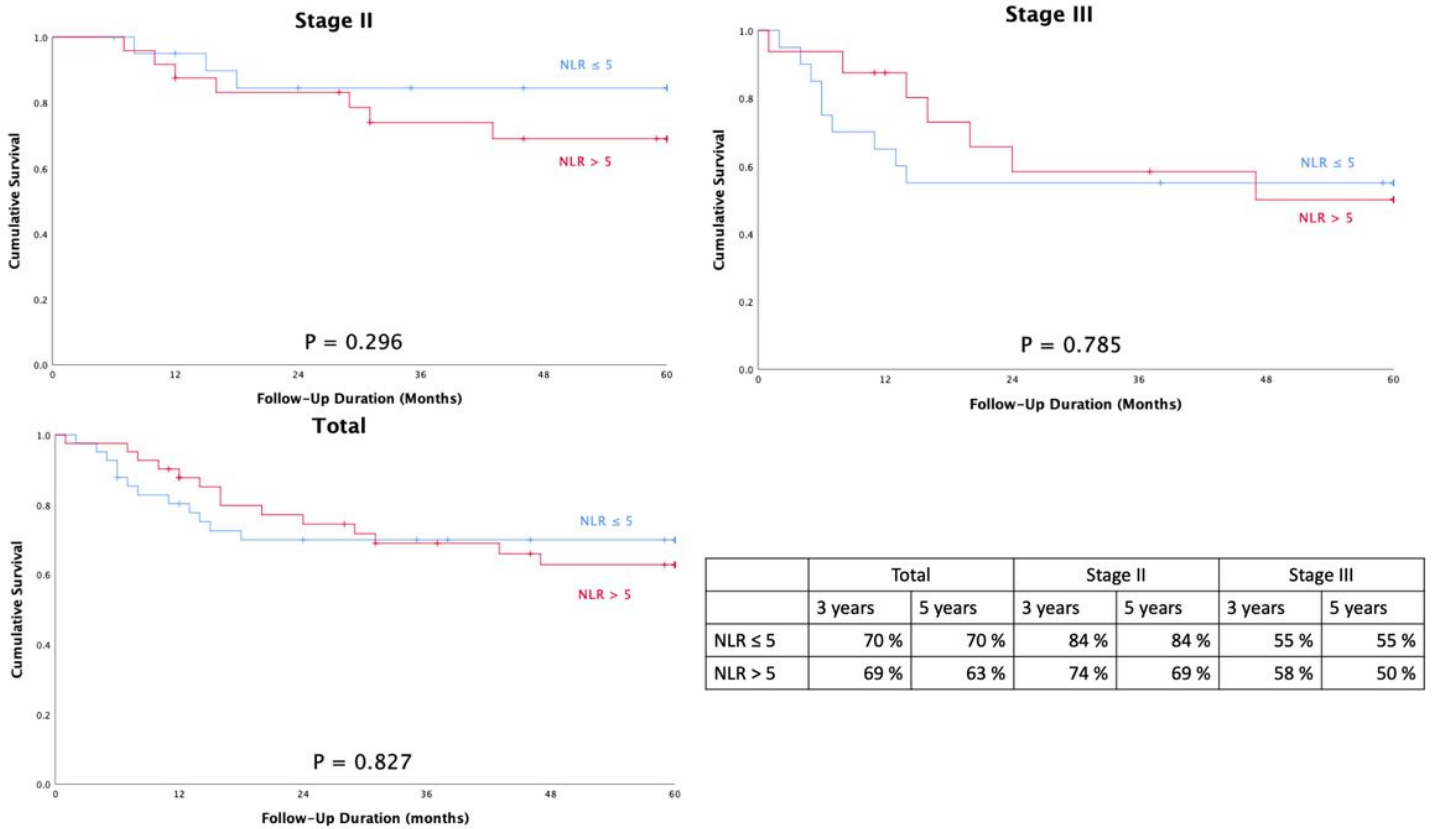 Stage II
1.0
0.8
0.6
0.4
0.2
0.0
Cumulative Survival
NLR ≤ 5
NLR > 5
P = 0.296
0 12 24 36 48 60
Follow-Up Duration (Months)
Stage III
1.0
0.8
0.6
0.4
0.2
0.0
Cumulative Survival
NLR ≤ 5
NLR > 5
P = 0.785
0 12 24 36 48 60
Follow-Up Duration (Months)
Total
1.0
0.8
0.6
0.4
0.2
0.0
Cumulative Survival
NLR ≤ 5
NLR > 5
P = 0.827
0 12 24 36 48 60
Follow-Up Duration (months)
Total Stage II Stage III
3 years 5 years 3 years 5 years 3 years 5 years
NLR ≤ 5 70 % 70 % 84 % 84 % 55 % 55 %
NLR > 5 69 % 63 % 74 % 69 % 58 % 50 %